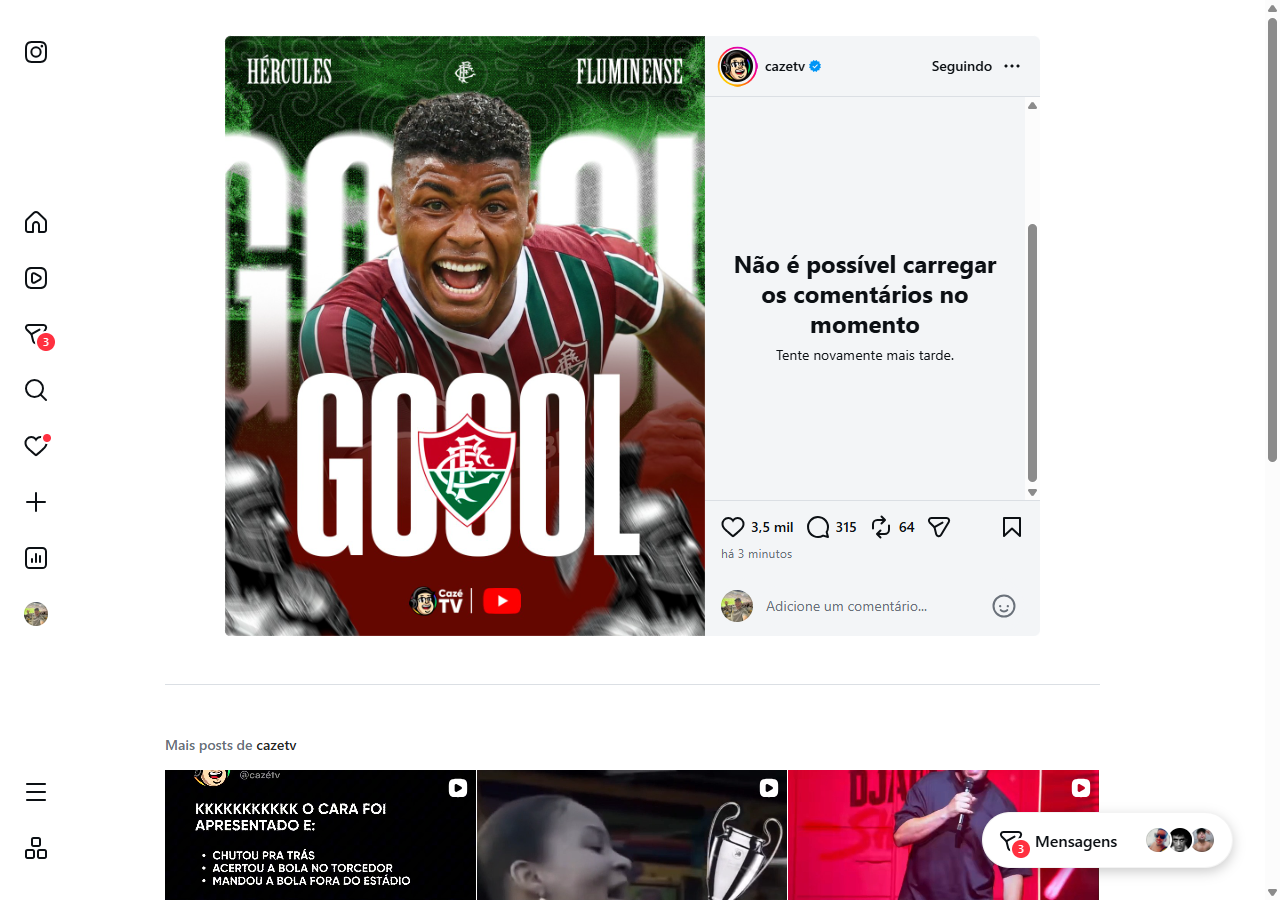 HÉRCULES
FLUMINENSE
GOOOL
GOOOL
Cazé
TV
cazetv
Seguindo
Não é possível carregar
os comentários no
momento
Tente novamente mais tarde.
3,5 mil
315
64
há 3 minutos
Adicione um comentário...
3
Mais posts de cazetv
@cazétv
KKKKKKKKKKK O CARA FOI
APRESENTADO E:
• CHUTOU PRA TRÁS
• ACERTOU A BOLA NO TORCEDOR
• MANDOU A BOLA FORA DO ESTÁDIO
3
Mensagens